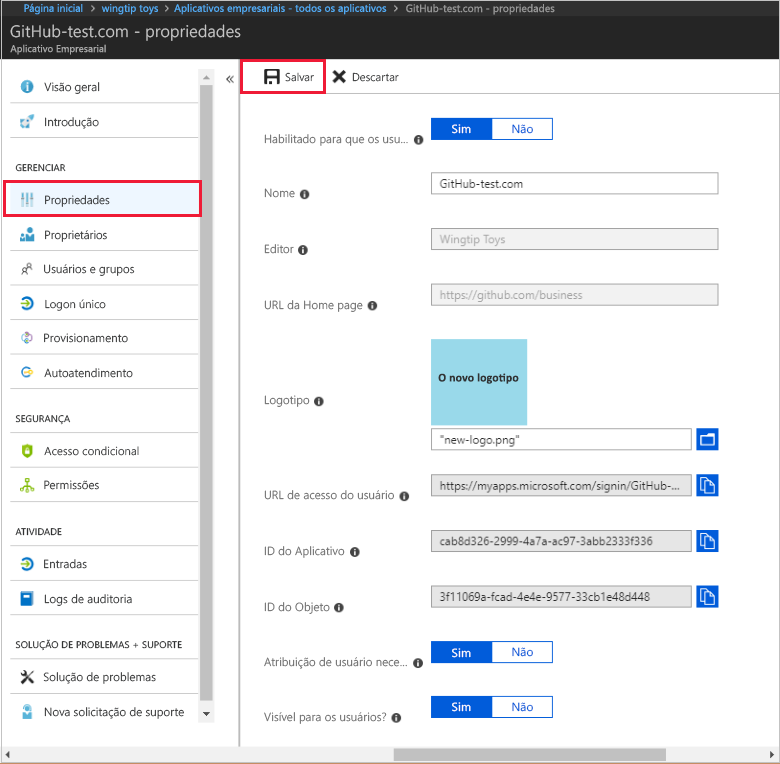 Página inicial > wingtip toys > Aplicativos empresariais - todos os aplicativos > GitHub-test.com - propriedades
GitHub-test.com - propriedades
Aplicativo Empresarial
Visão geral
Introdução
GERENCIAR
Propriedades
Proprietários
Usuários e grupos
Logon único
Provisionamento
Autoatendimento
SEGURANÇA
Acesso condicional
Permissões
ATIVIDADE
Entradas
Logs de auditoria
SOLUÇÃO DE PROBLEMAS + SUPORTE
Solução de problemas
Nova solicitação de suporte
«
Salvar Descartar
Habilitado para que os usu... Sim Não
Nome GitHub-test.com
Editor Wingtip Toys
URL da Home page https://github.com/business
O novo logotipo
Logotipo
"new-logo.png"
URL de acesso do usuário https://myapps.microsoft.com/signin/GitHub-...
ID do Aplicativo cab8d326-2999-4a7a-ac97-3abb2333f336
ID do Objeto 3f11069a-fcad-4e4e-9577-33cb1e48d448
Atribuição de usuário nece... Sim Não
Visível para os usuários? Sim Não